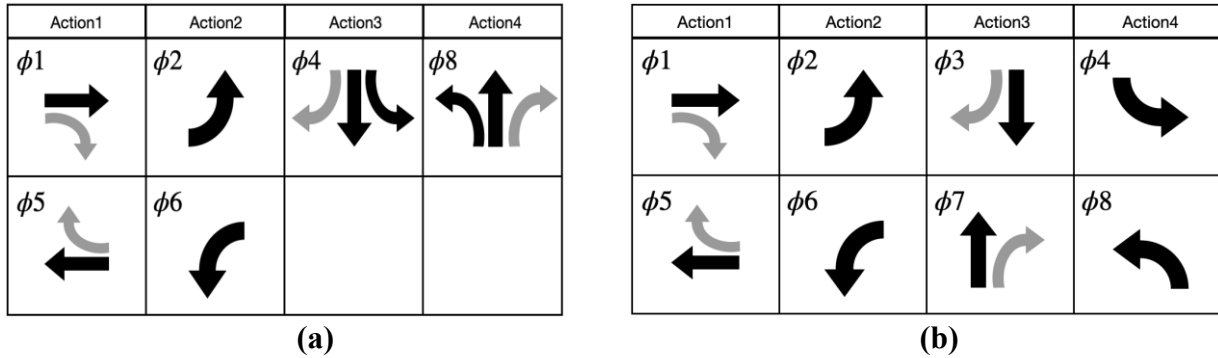 Action1 Action2 Action3 Action4
ϕ1 ϕ2 ϕ4 ϕ8
ϕ5 ϕ6
(a)
Action1 Action2 Action3 Action4
ϕ1 ϕ2 ϕ3 ϕ4
ϕ5 ϕ6 ϕ7 ϕ8
(b)